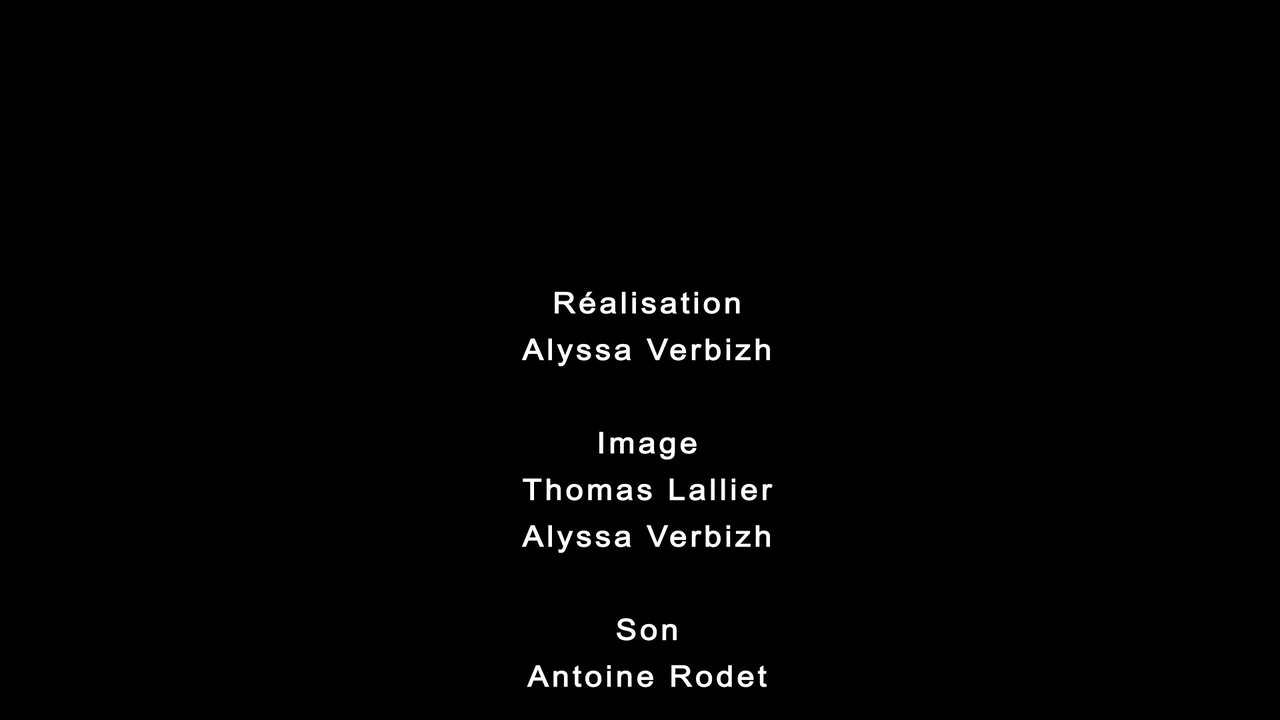 Réalisation
Alyssa Verbizh
Image
Thomas Lallier
Alyssa Verbizh
Son
Antoine Rodet